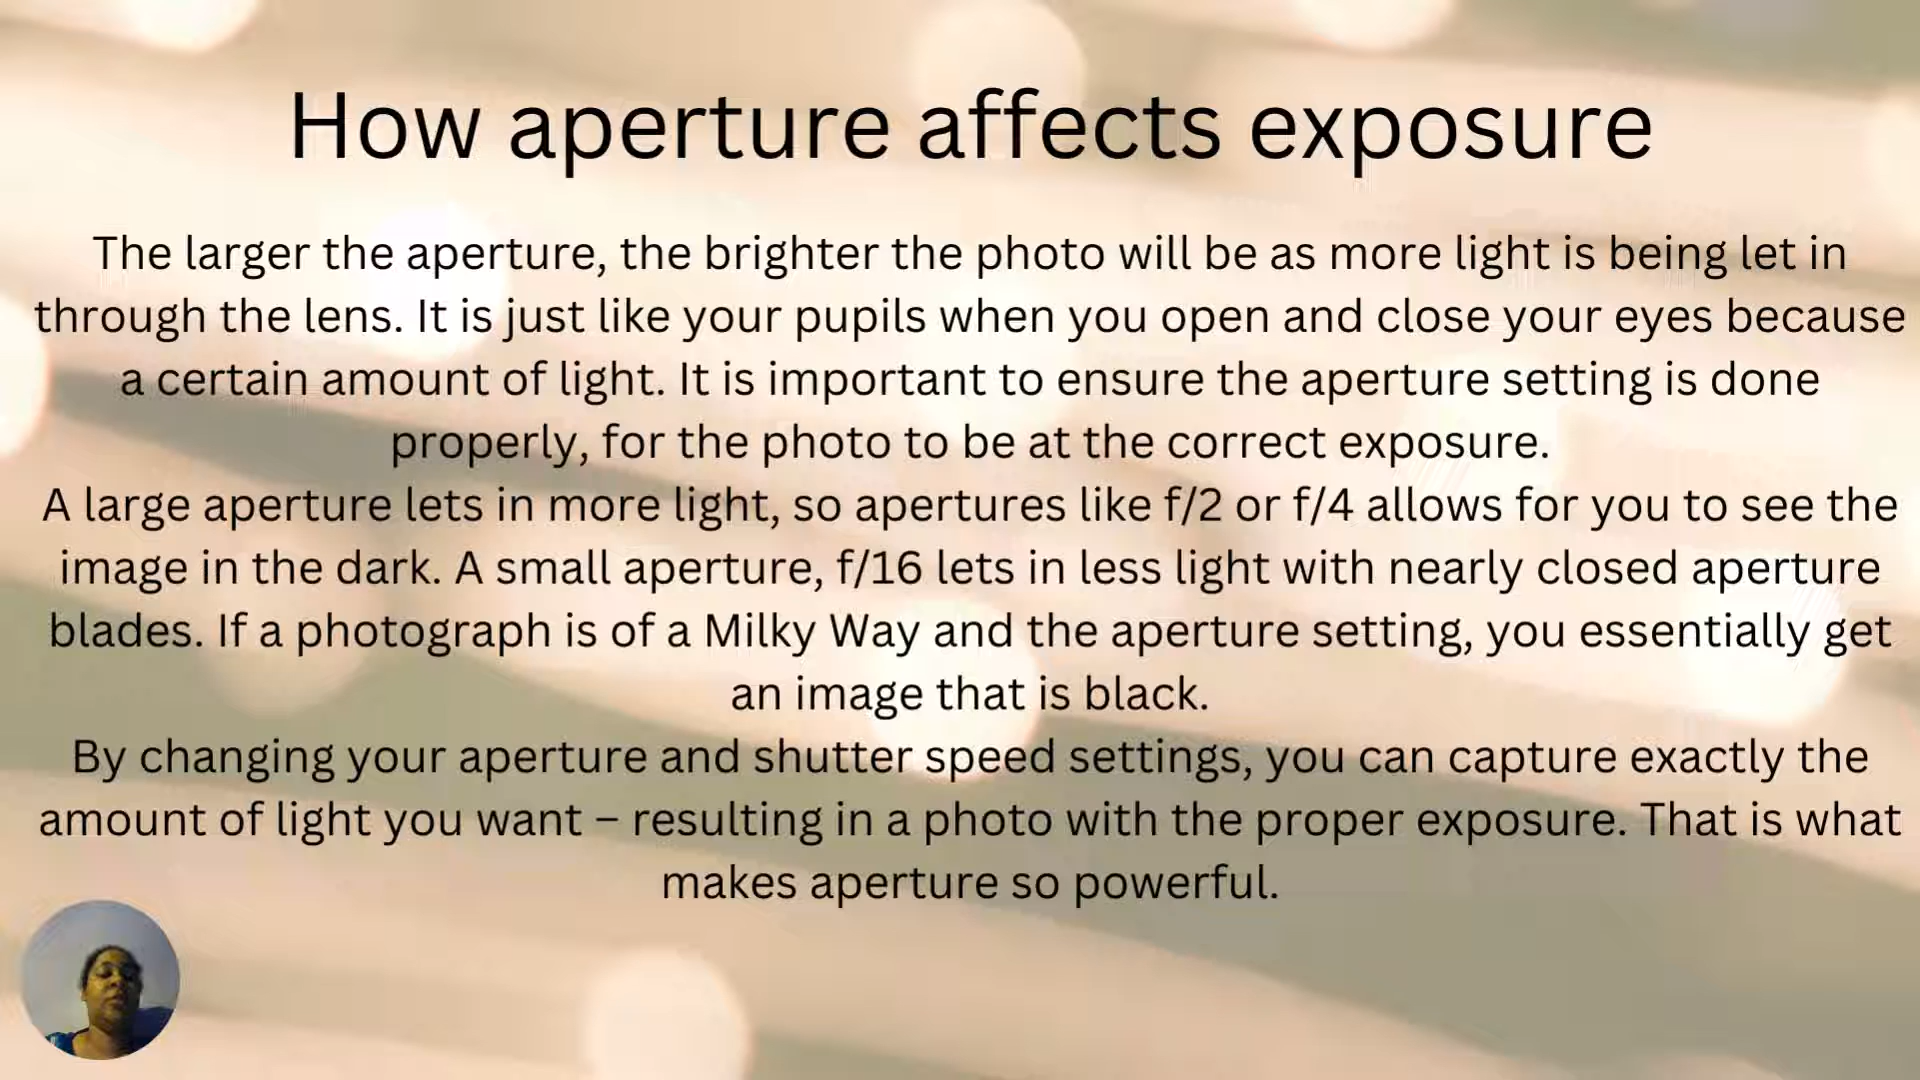 How aperture affects exposure
The larger the aperture, the brighter the photo will be as more light is being let in
through the lens. It is just like your pupils when you open and close your eyes because
a certain amount of light. It is important to ensure the aperture setting is done
properly, for the photo to be at the correct exposure.
A large aperture lets in more light, so apertures like f/2 or f/4 allows for you to see the
image in the dark. A small aperture, f/16 lets in less light with nearly closed aperture
blades. If a photograph is of a Milky Way and the aperture setting, you essentially get
an image that is black.
By changing your aperture and shutter speed settings, you can capture exactly the
amount of light you want – resulting in a photo with the proper exposure. That is what
makes aperture so powerful.